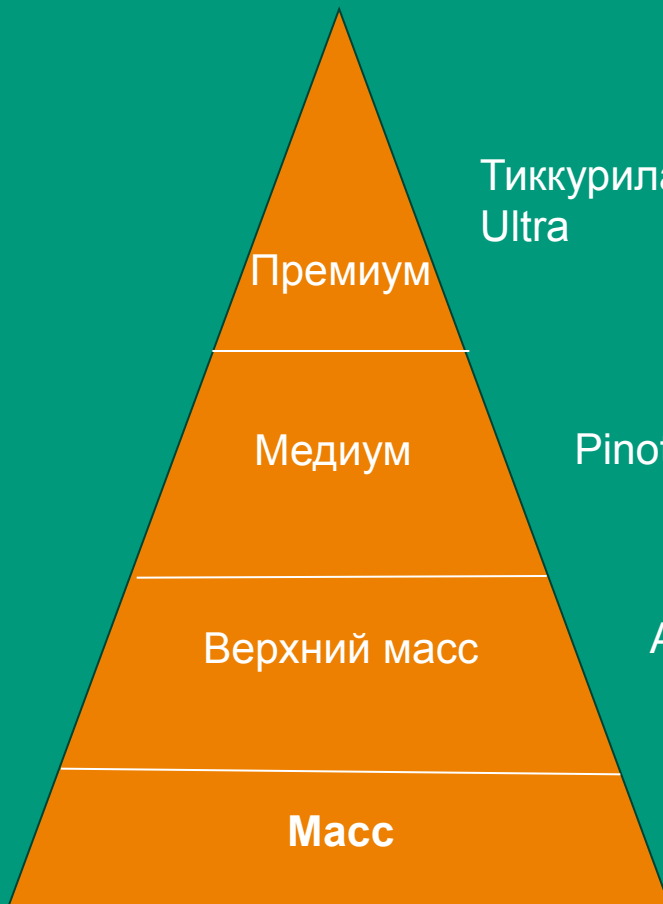 Тиккурила
Ultra
Премиум
Медиум
Pinot
Верхний масс
А
Масс